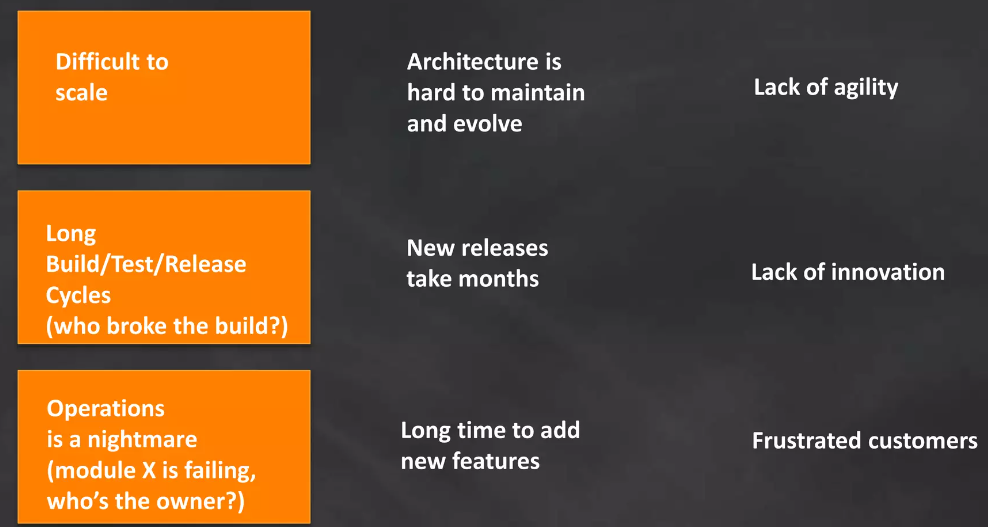 Difficult to
scale
Architecture is
hard to maintain
and evolve
Lack of agility
Long
Build/Test/Release
Cycles
(who broke the build?)
New releases
take months
Lack of innovation
Operations
is a nightmare
(module X is failing,
who's the owner?)
Long time to add
new features
Frustrated customers